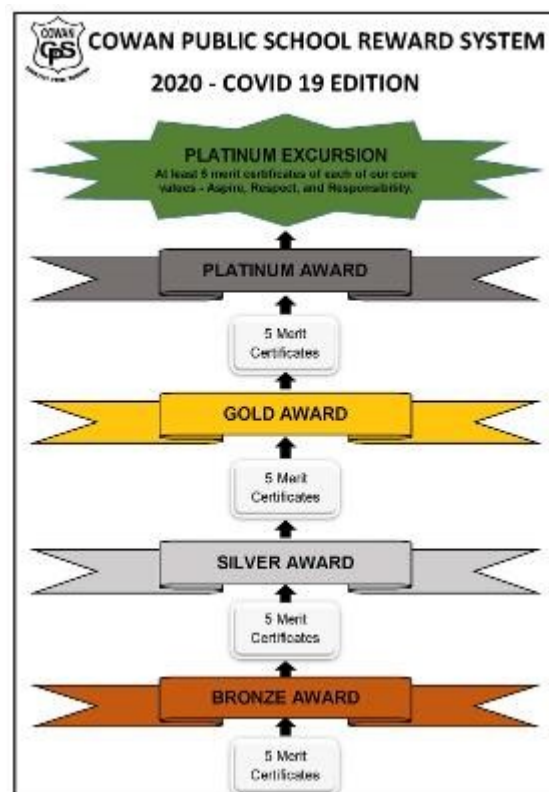 COWAN
CPS
COWAN PUBLIC SCHOOL REWARD SYSTEM
2020 - COVID 19 EDITION
PLATINUM EXCURSION
At least 5 merit certificates of each of our core
values - Aspire, Respect, and Responsibility.
PLATINUM AWARD
5 Merit
Certificates
GOLD AWARD
5 Merit
Certificates
SILVER AWARD
5 Merit
Certificates
BRONZE AWARD
5 Merit
Certificates